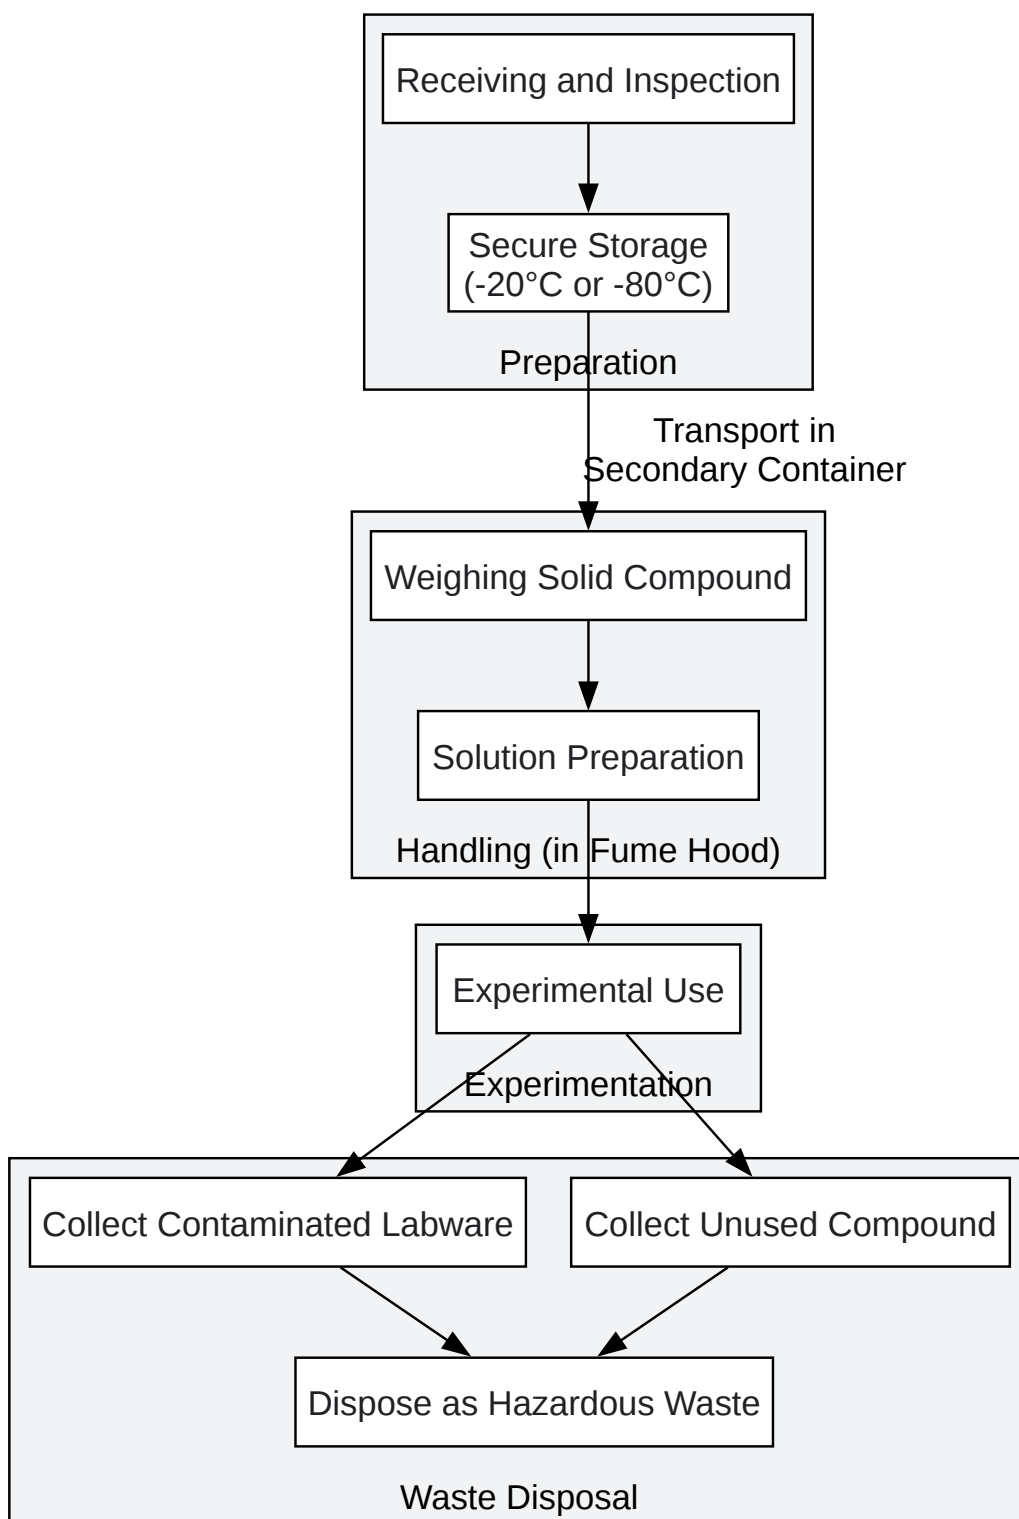 Receiving and Inspection
Secure Storage
(-20°C or -80°C)
Preparation
Transport in
Secondary Container
Weighing Solid Compound
Solution Preparation
Handling (in Fume Hood)
Experimental Use
Experimentation
Collect Contaminated Labware
Collect Unused Compound
Dispose as Hazardous Waste
Waste Disposal